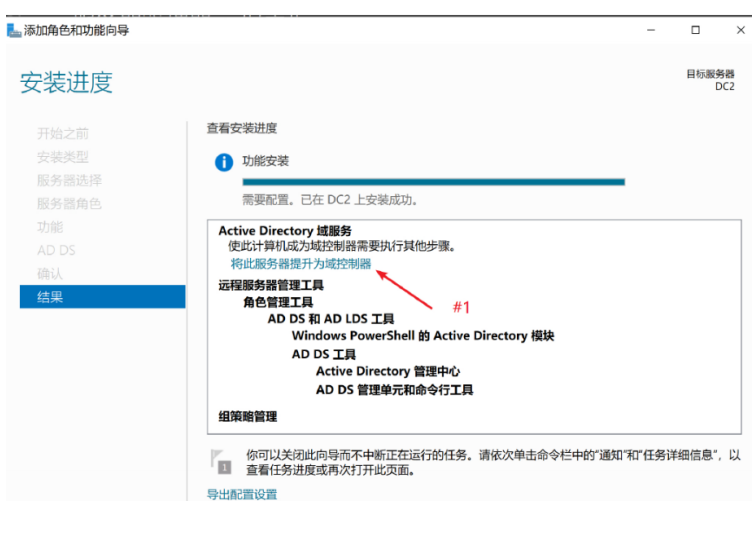 添加角色和功能向导
安装进度
目标服务器
DC2
开始之前
安装类型
服务器选择
服务器角色
功能
AD DS
确认
结果
查看安装进度
功能安装
需要配置。已在 DC2 上安装成功。
Active Directory 域服务
使此计算机成为域控制器需要执行其他步骤。
将此服务器提升为域控制器
#1
远程服务器管理工具
角色管理工具
AD DS 和 AD LDS 工具
Windows PowerShell 的 Active Directory 模块
AD DS 工具
Active Directory 管理中心
AD DS 管理单元和命令行工具
组策略管理
1
你可以关闭此向导而不中断正在运行的任务。请依次单击命令栏中的"通知"和"任务详细信息"，以
查看任务进度或再次打开此页面。
导出配置设置